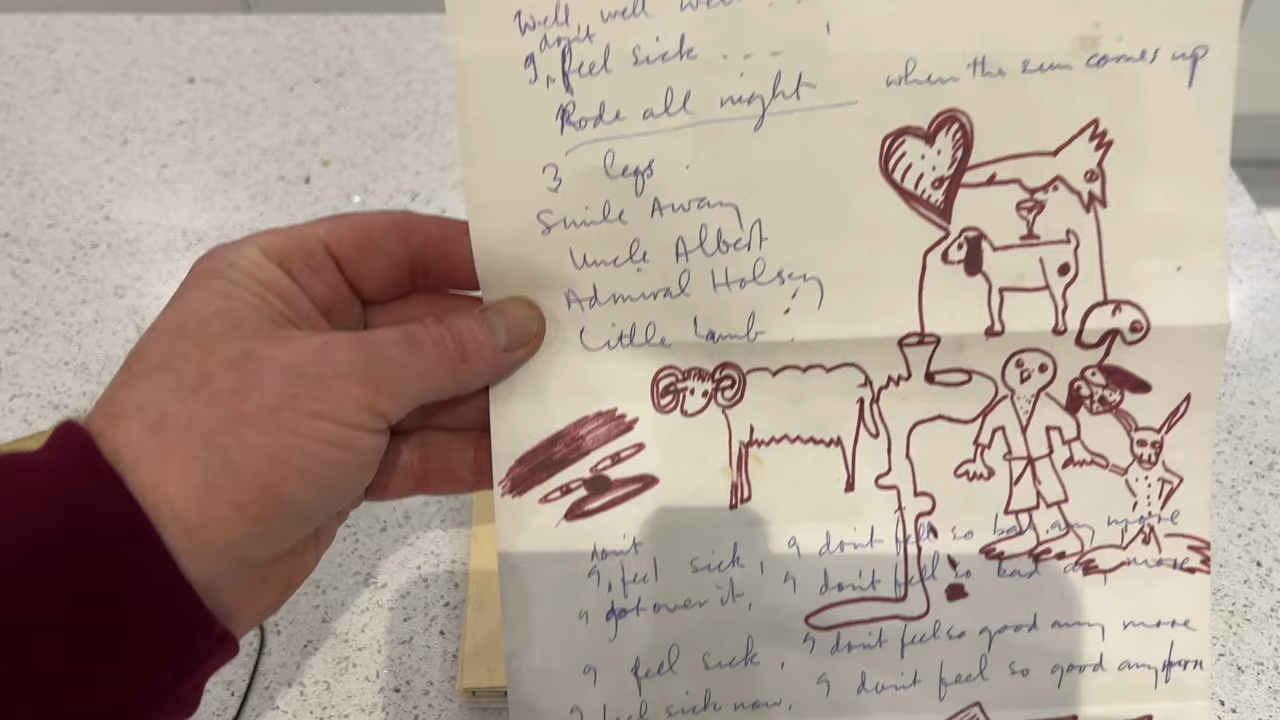 Well, well well . . .
I don't feel sick . . .
Rode all night
when the sun comes up
3 legs.
Smile Away
Uncle Albert
Admiral Halsey
Little Lamb
I don't feel sick, I don't feel so bad any more
I got over it, I don't feel so bad any more
I feel sick, I don't feel so good any more
I feel sick now, I don't feel so good any